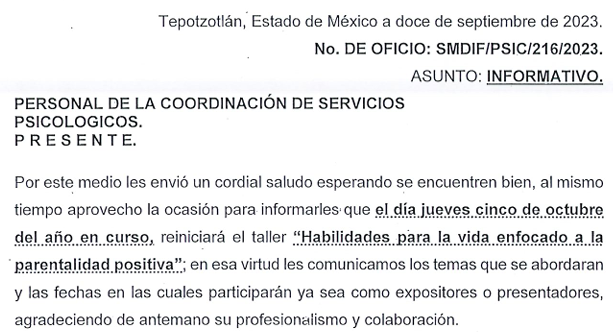 Tepotzotlán, Estado de México a doce de septiembre de 2023.
No. DE OFICIO: SMDIF/PSIC/216/2023.
ASUNTO: INFORMATIVO.
PERSONAL DE LA COORDINACIÓN DE SERVICIOS
PSICOLOGICOS.
P R E S E N T E.
Por este medio les envió un cordial saludo esperando se encuentren bien, al mismo
tiempo aprovecho la ocasión para informarles que el día jueves cinco de octubre
del año en curso, reiniciará el taller “Habilidades para la vida enfocado a la
parentalidad positiva”; en esa virtud les comunicamos los temas que se abordaran
y las fechas en las cuales participarán ya sea como expositores o presentadores,
agradeciendo de antemano su profesionalismo y colaboración.